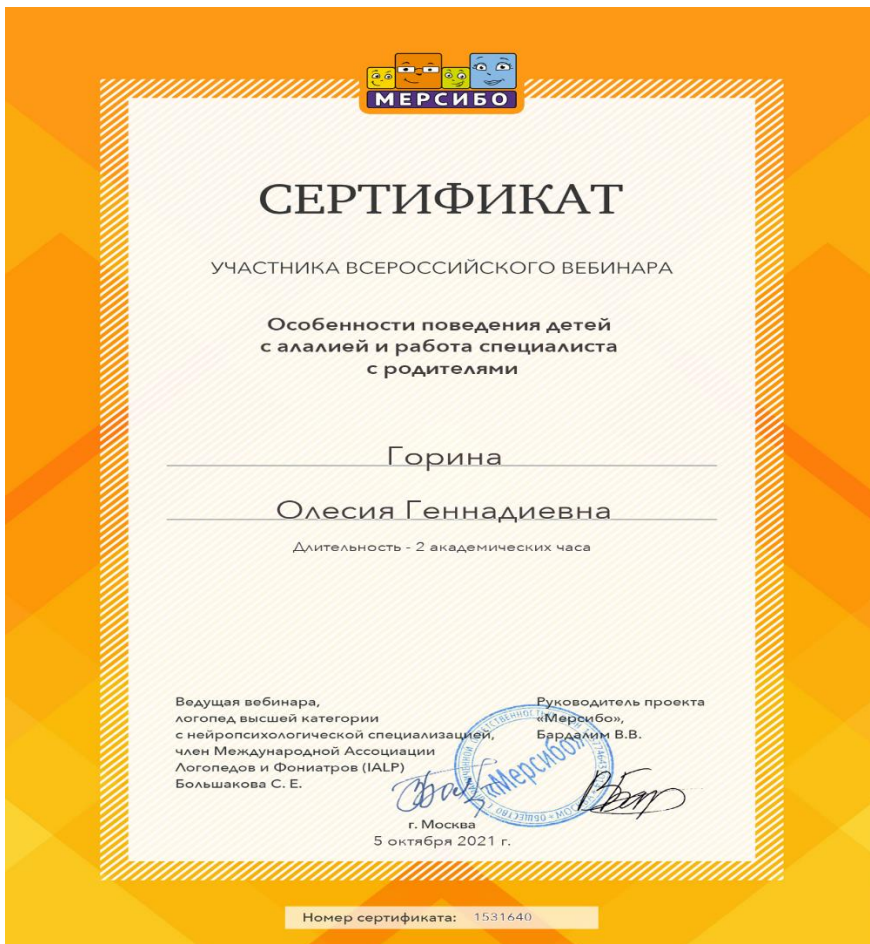 МЕРСИБО
СЕРТИФИКАТ
УЧАСТНИКА ВСЕРОССИЙСКОГО ВЕБИНАРА
Особенности поведения детей
с алалией и работа специалиста
с родителями
Горина
Олесия Геннадиевна
Длительность - 2 академических часа
Ведущая вебинара,
логопед высшей категории
с нейропсихологической специализацией,
член Международной Ассоциации
Логопедов и Фониатров (IALP)
Большакова С. Е.
Руководитель проекта
«Мерсибо»,
Бардалим В.В.
«Мерсибо»
г. Москва
5 октября 2021 г.
Номер сертификата: 1531640